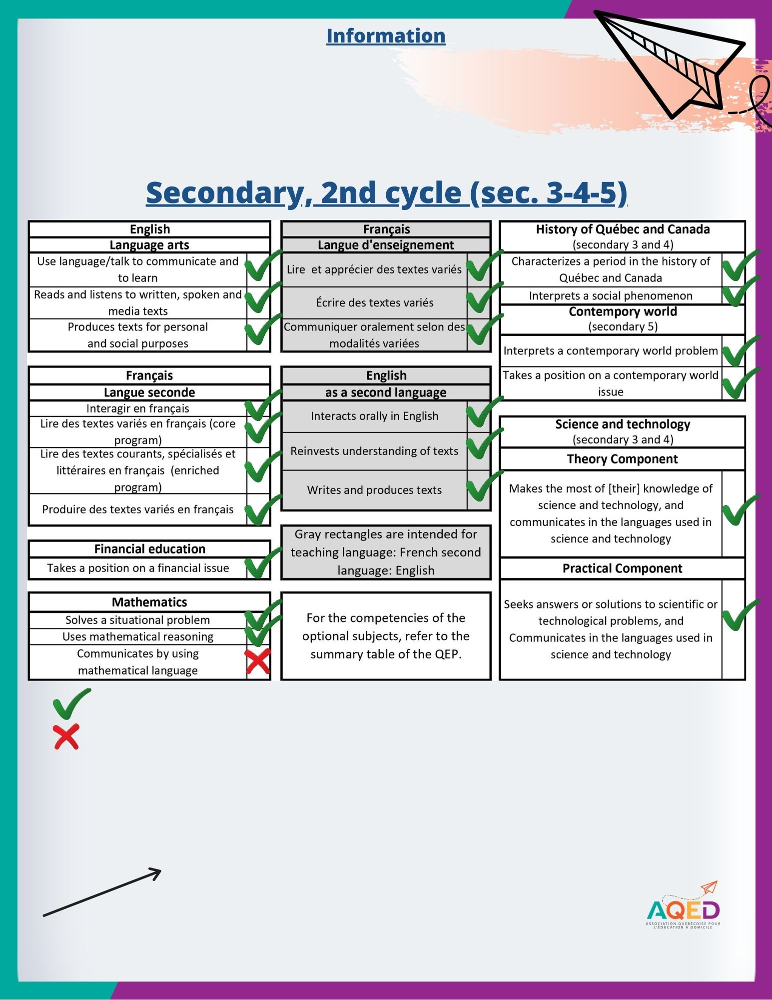 Information
Secondary, 2nd cycle (sec. 3-4-5)
English
Language arts
Use language/talk to communicate and
to learn
Reads and listens to written, spoken and
media texts
Produces texts for personal
and social purposes
Français
Langue seconde
Interagir en français
Lire des textes variés en français (core
program)
Lire des textes courants, spécialisés et
littéraires en français (enriched
program)
Produire des textes variés en français
Financial education
Takes a position on a financial issue
Mathematics
Solves a situational problem
Uses mathematical reasoning
Communicates by using
mathematical language
Français
Langue d'enseignement
Lire et apprécier des textes variés
Écrire des textes variés
Communiquer oralement selon des
modalités variées
English
as a second language
Interacts orally in English
Reinvests understanding of texts
Writes and produces texts
Gray rectangles are intended for
teaching language: French second
language: English
For the competencies of the
optional subjects, refer to the
summary table of the QEP.
History of Québec and Canada
(secondary 3 and 4)
Characterizes a period in the history of
Québec and Canada
Interprets a social phenomenon
Contempory world
(secondary 5)
Interprets a contemporary world problem
Takes a position on a contemporary world
issue
Science and technology
(secondary 3 and 4)
Theory Component
Makes the most of [their] knowledge of
science and technology, and
communicates in the languages used in
science and technology
Practical Component
Seeks answers or solutions to scientific or
technological problems, and
Communicates in the languages used in
science and technology
AQED
ASSOCIATION QUÉBÉCOISE POUR
L'ÉDUCATION À DOMICILE